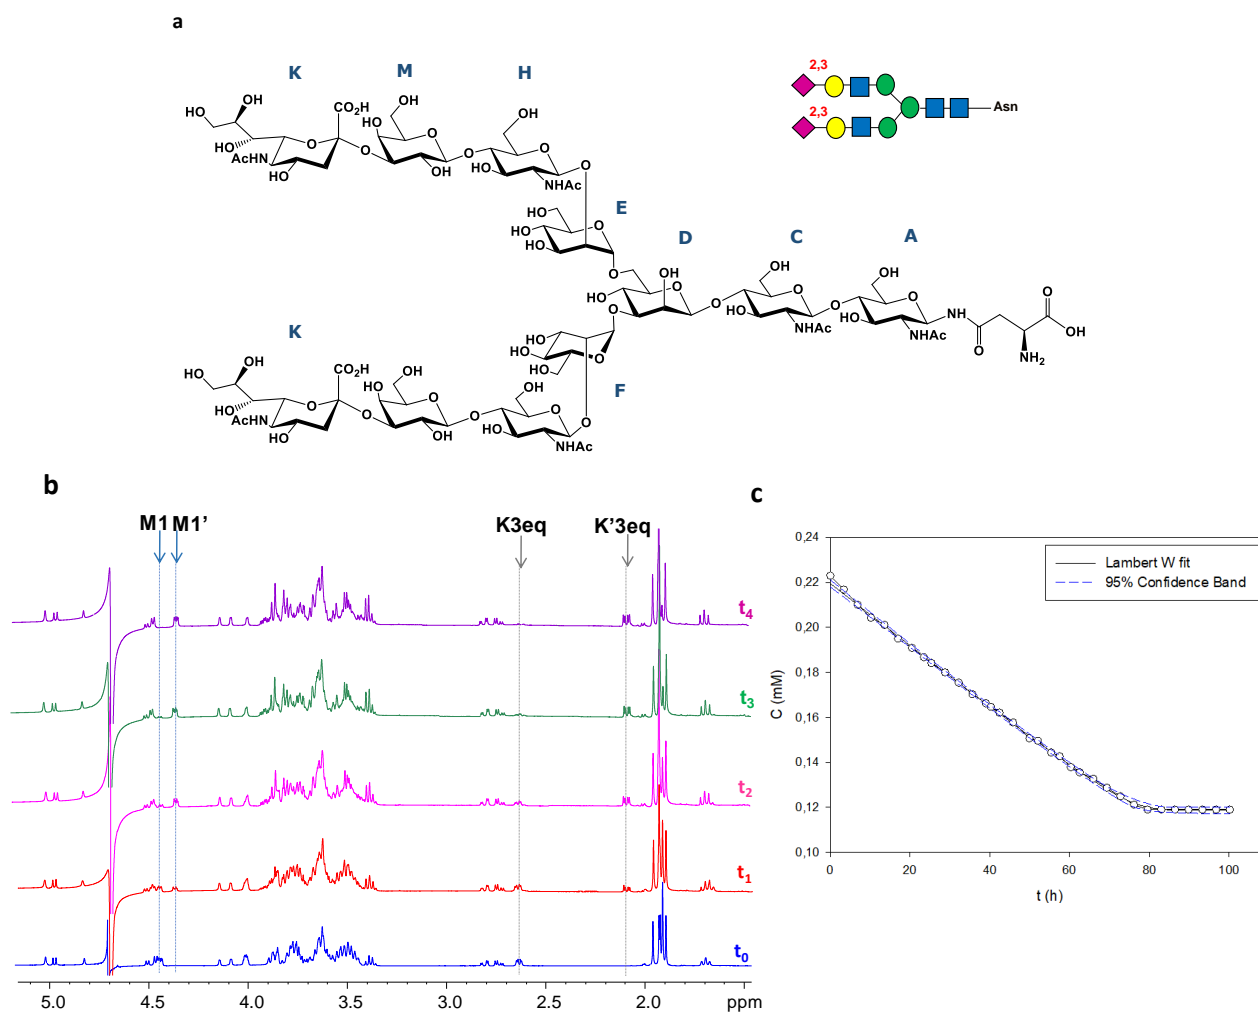 a
K M H
2,3
2,3
Asn
HO OH
CO₂H
HO
HO
AcHN
HO
O
O
HO
OH
O
O
HO
OH
O
HO
NHAc
O
E
D C A
HO
HO
HO
O
O
OH
HO
O
O
O
OH
HO
O
NHAc
O
OH
HO
O
NHAc
NH
O
O
OH
NH₂
K
F
HO
HO
HO
O
HO OH
CO₂H
HO
AcHN
HO
O
O
HO
HO
O
OH
O
OH
HO
O
NHAc
O
b
c
M1 M1' K3eq K'3eq
t₄
t₃
t₂
t₁
t₀
5.0 4.5 4.0 3.5 3.0 2.5 2.0 ppm
Lambert W fit
95% Confidence Band
0,24
0,22
0,20
0,18
0,16
0,14
0,12
0,10
C (mM)
0 20 40 60 80 100
t (h)